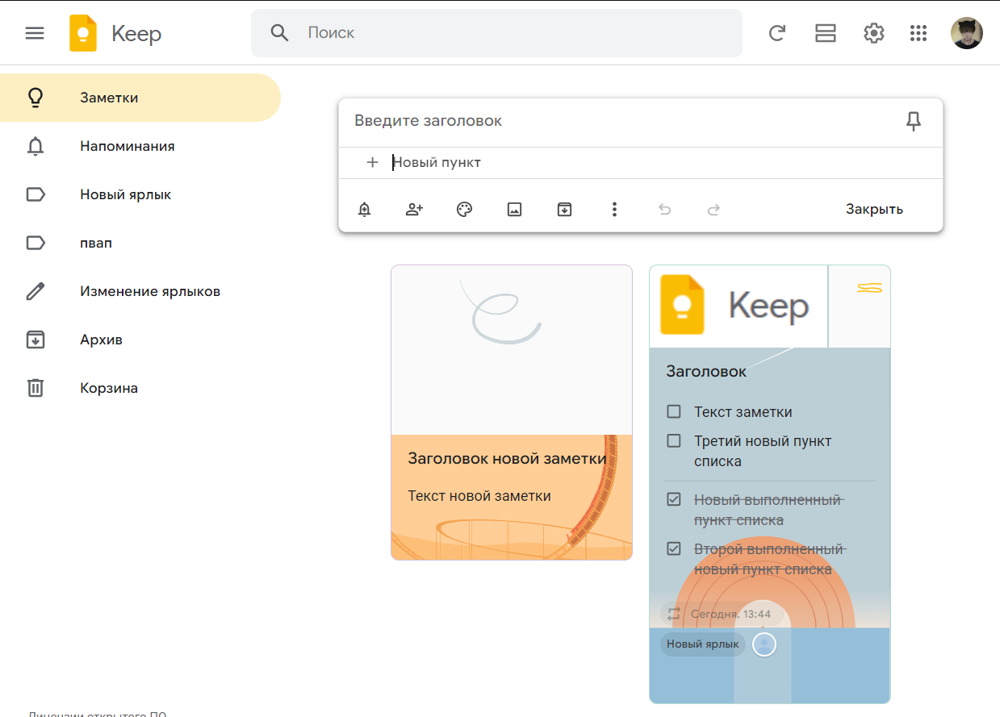 Keep
Поиск
Заметки
Напоминания
Новый ярлык
пвап
Изменение ярлыков
Архив
Корзина
Лицензии открытого ПО
Введите заголовок
Новый пункт
Закрыть
Заголовок новой заметки
Текст новой заметки
Keep
Заголовок
Текст заметки
Третий новый пункт
списка
Новый выполненный
пункт списка
Второй выполненный
новый пункт списка
Сегодня, 13:44
Новый ярлык